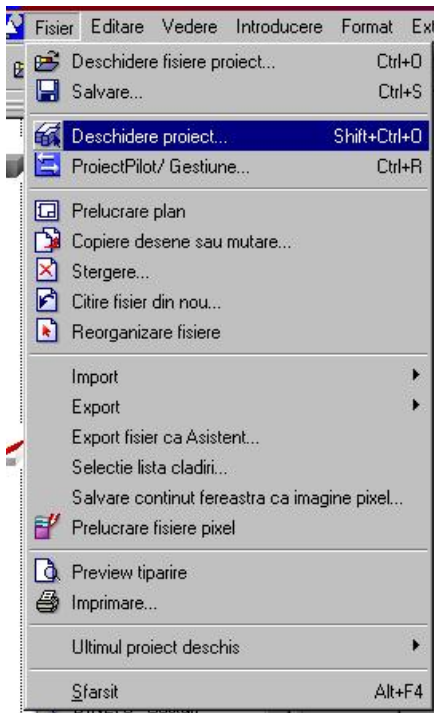 Fisier Editare Vedere Introducere Format Ext
Deschidere fisiere proiect... Ctrl+O
Salvare... Ctrl+S
Deschidere proiect... Shift+Ctrl+O
ProiectPilot/ Gestiune... Ctrl+R
Prelucrare plan
Copiere desene sau mutare...
Stergere...
Citire fisier din nou...
Reorganizare fisiere
Import
Export
Export fisier ca Asistent...
Selectie lista cladiri...
Salvare continut fereastra ca imagine pixel...
Prelucrare fisiere pixel
Preview tiparire
Imprimare...
Ultimul proiect deschis
Sfarsit Alt+F4